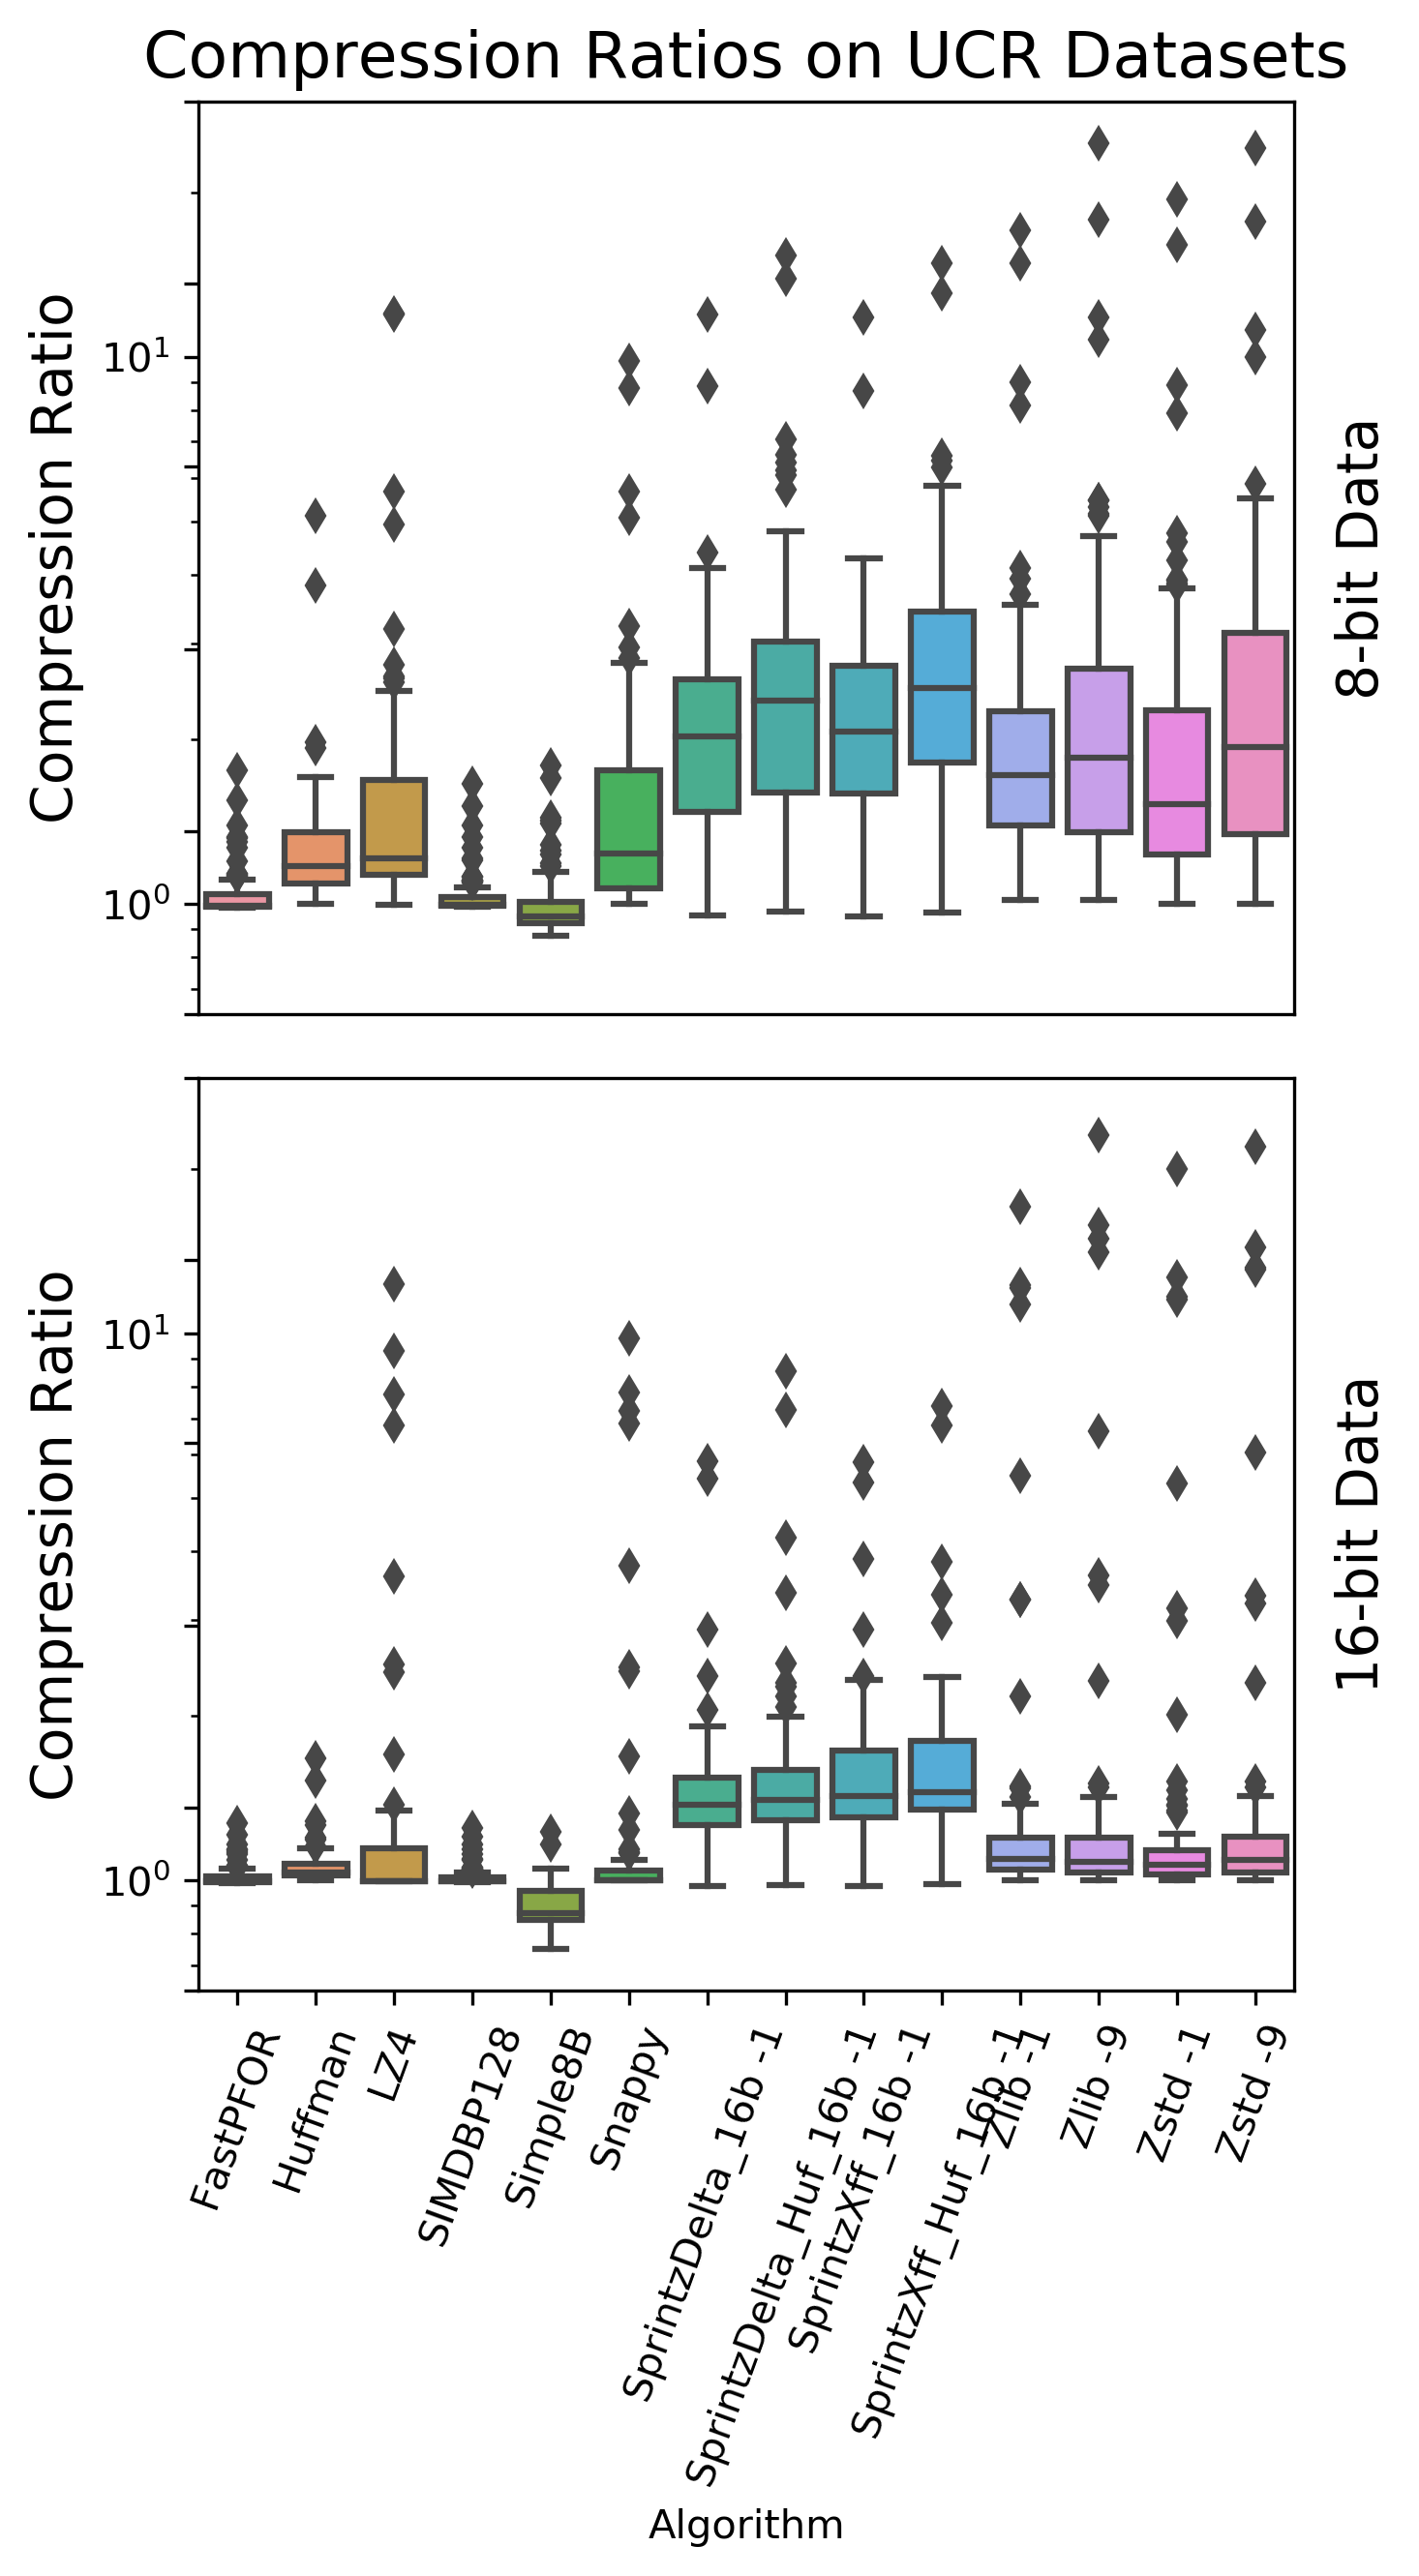 Compression Ratios on UCR Datasets
Compression Ratio
10¹
10⁰
8-bit Data
Compression Ratio
10¹
10⁰
16-bit Data
FastPFOR
Huffman
LZ4
SIMDBP128
Simple8B
Snappy
SprintzDelta_16b -1
SprintzDelta_Huf_16b -1
SprintzXff_16b -1
SprintzXff_Huf_16b -1
Zlib -1
Zlib -9
Zstd -1
Zstd -9
Algorithm